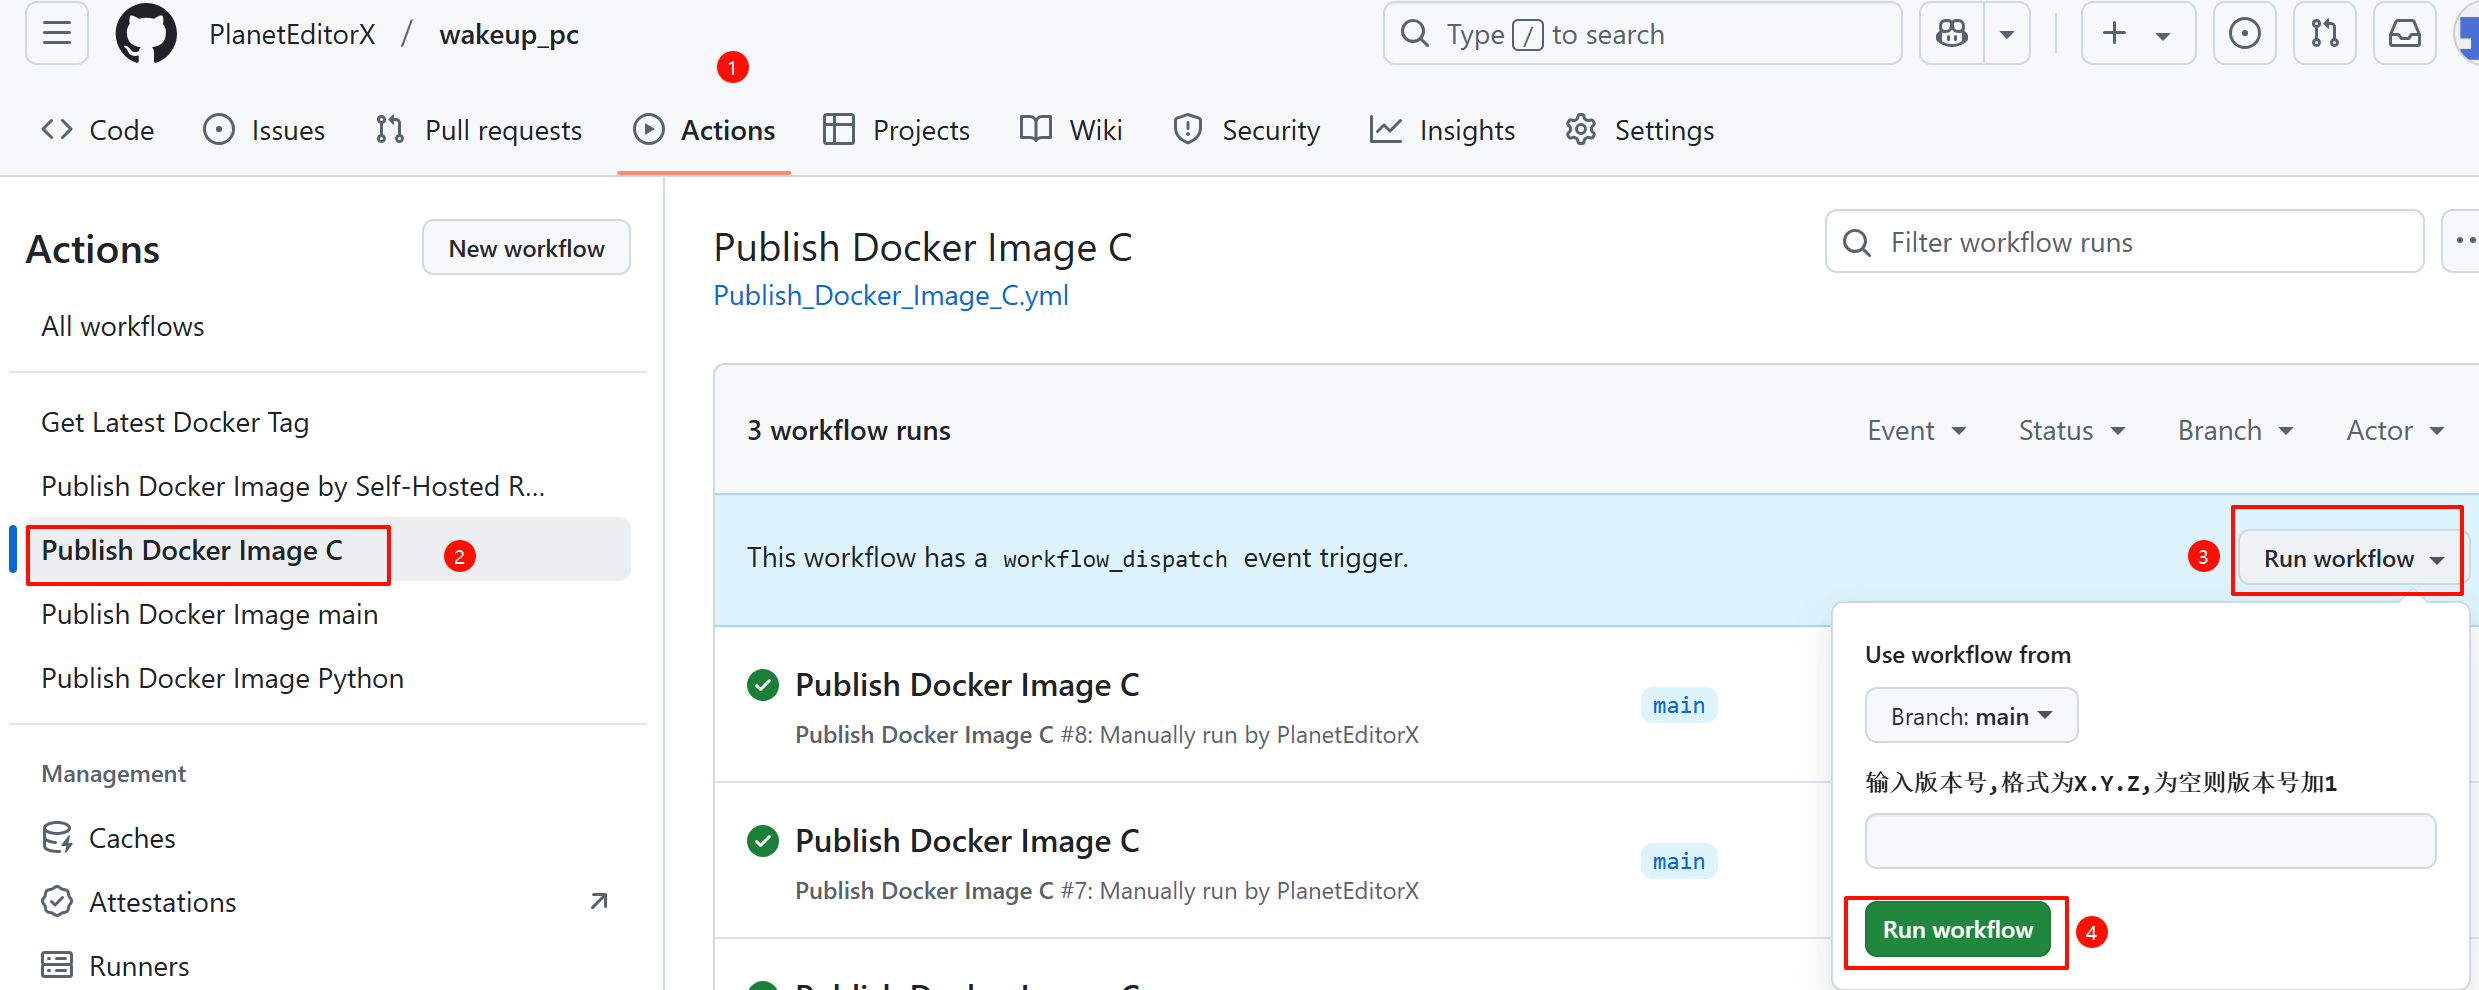 PlanetEditorX / wakeup_pc
Type / to search
1
Code Issues Pull requests Actions Projects Wiki Security Insights Settings
Actions
New workflow
All workflows
Get Latest Docker Tag
Publish Docker Image by Self-Hosted R...
Publish Docker Image C
2
Publish Docker Image main
Publish Docker Image Python
Management
Caches
Attestations
Runners
Publish Docker Image C
Publish_Docker_Image_C.yml
Filter workflow runs
3 workflow runs
Event Status Branch Actor
This workflow has a workflow_dispatch event trigger.
3
Run workflow
Publish Docker Image C
main
Publish Docker Image C #8: Manually run by PlanetEditorX
Publish Docker Image C
main
Publish Docker Image C #7: Manually run by PlanetEditorX
Use workflow from
Branch: main
输入版本号,格式为X.Y.Z,为空则版本号加1
Run workflow
4